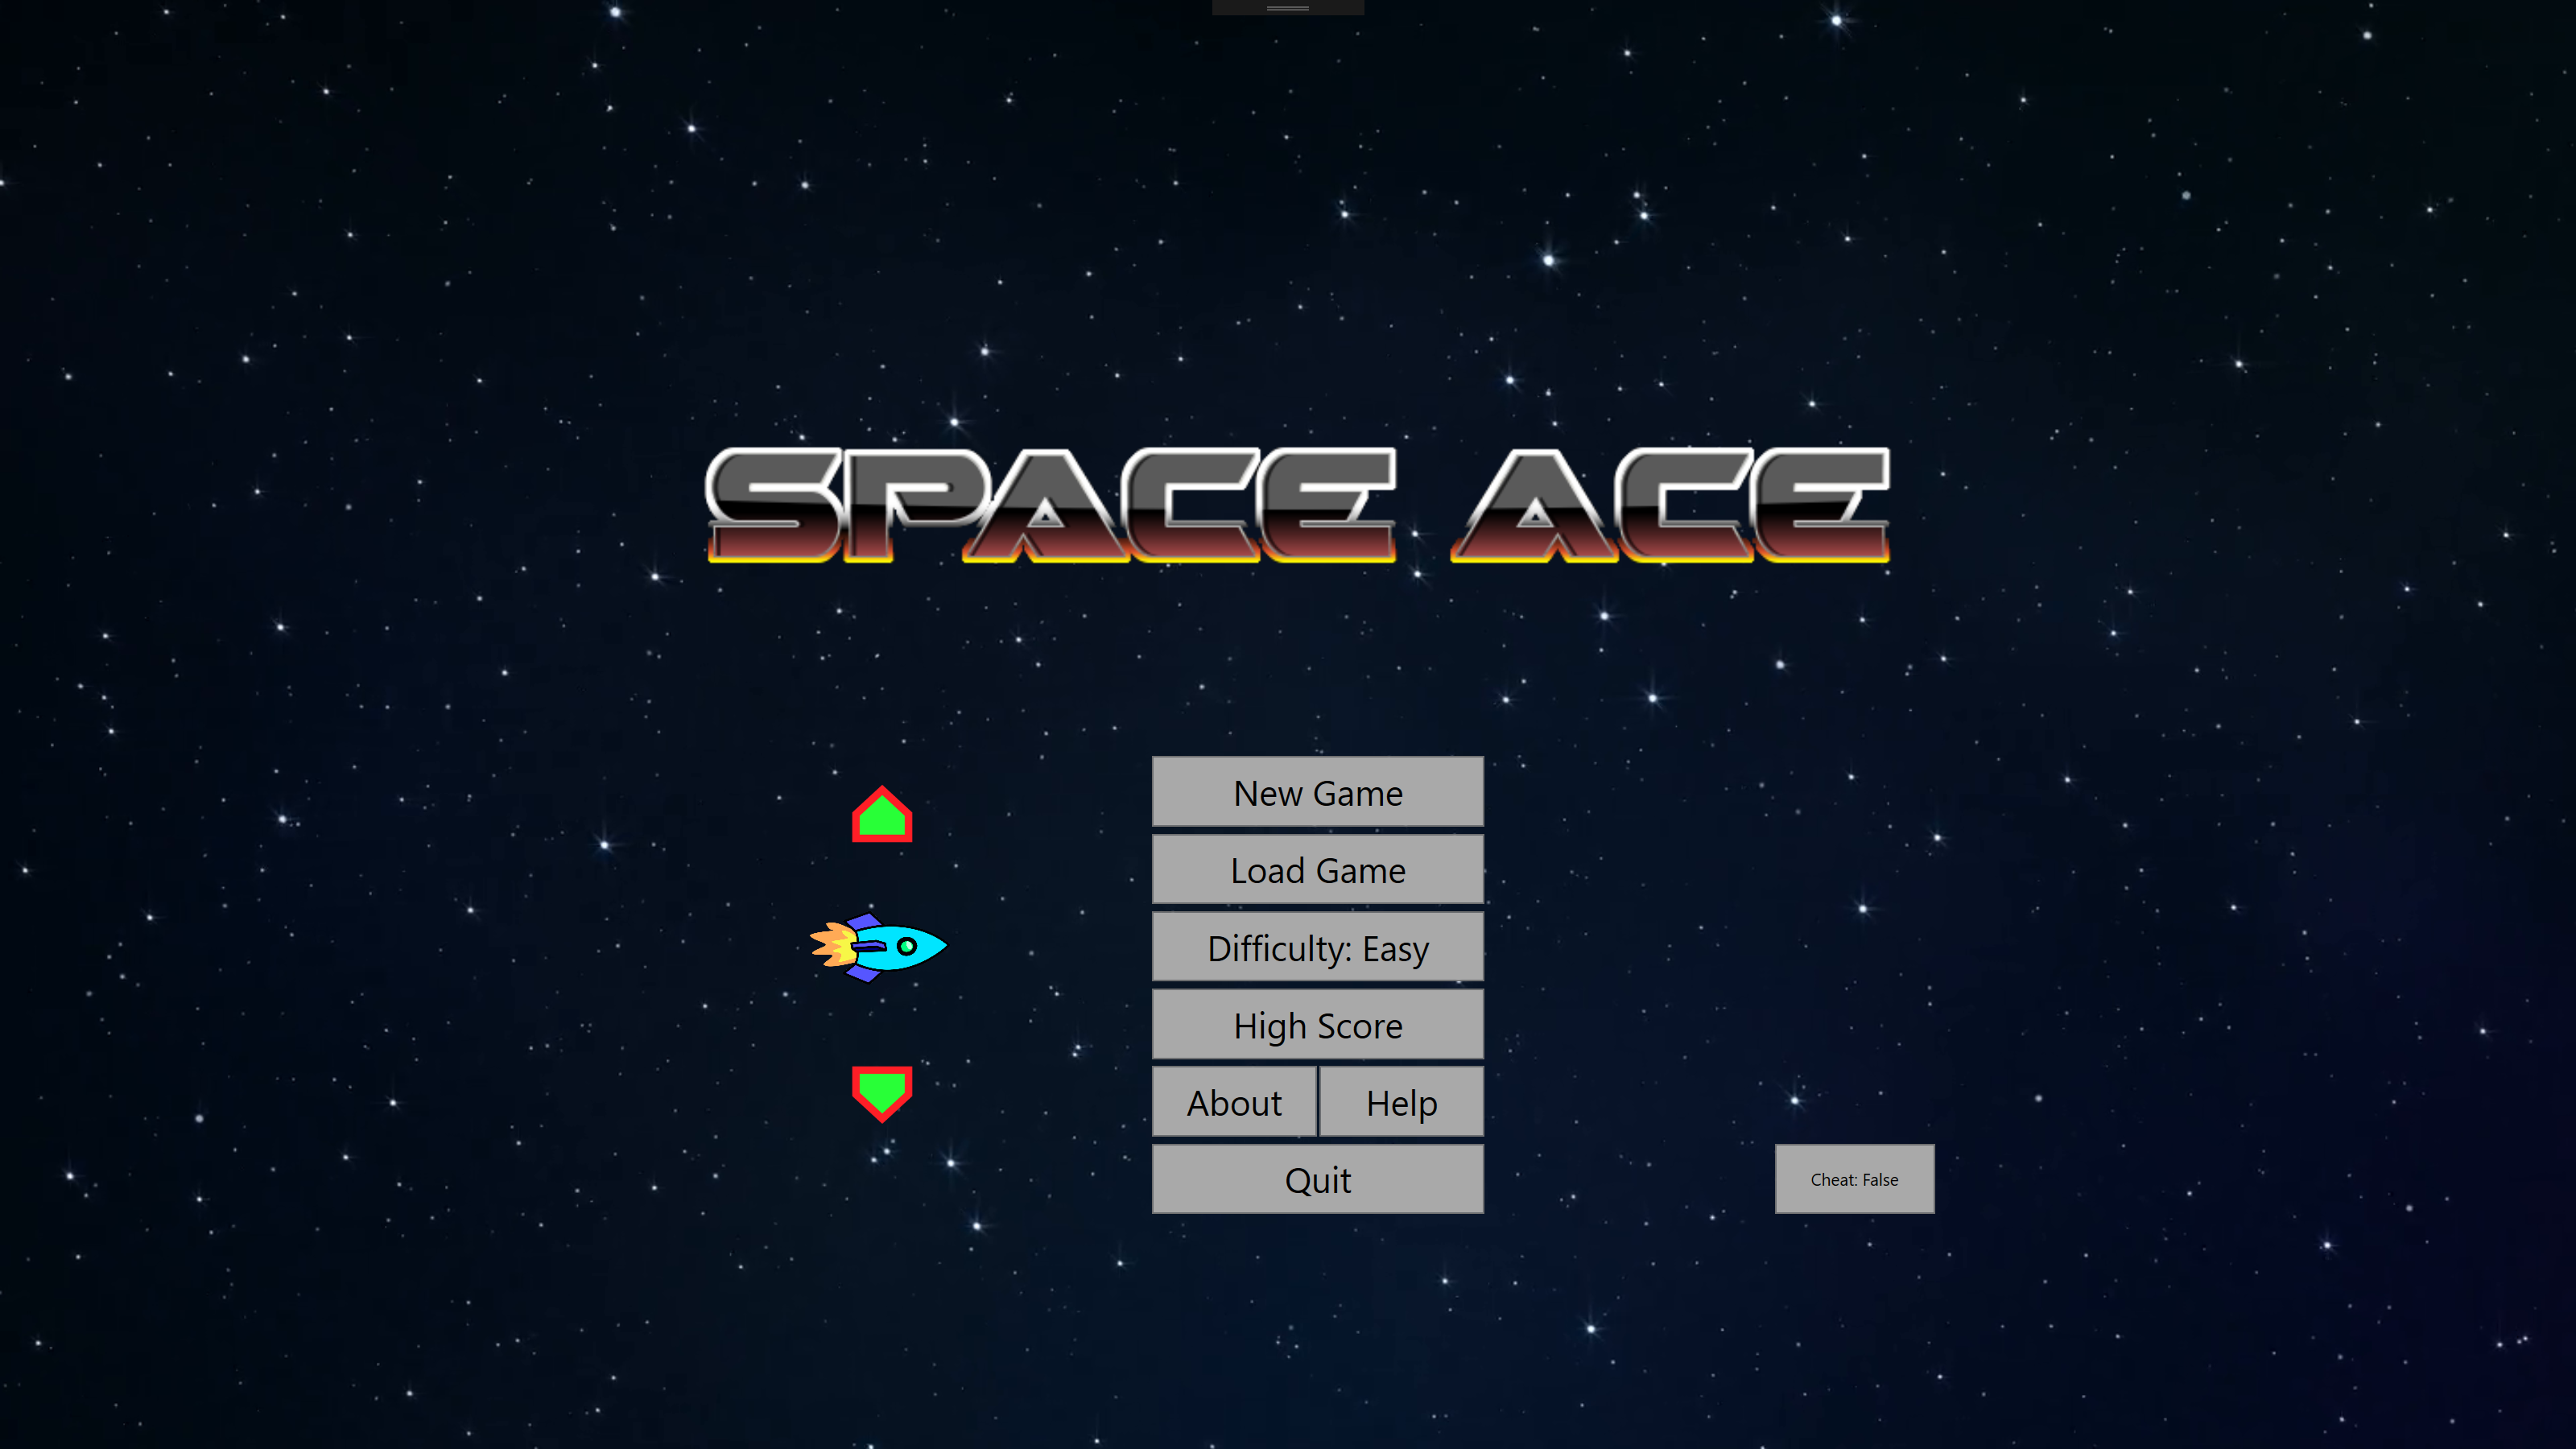 SPACE ACE
New Game
Load Game
Difficulty: Easy
High Score
About Help
Quit
Cheat: False